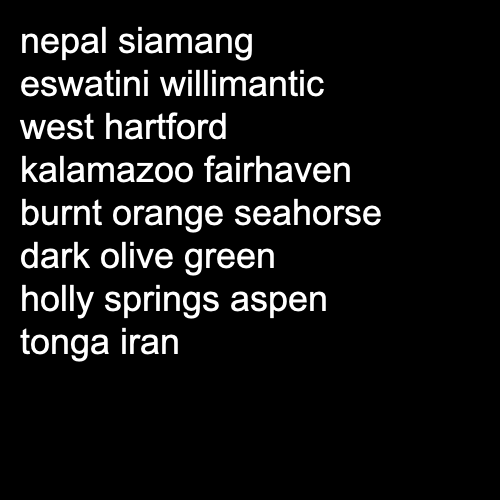 nepal siamang
eswatini willimantic
west hartford
kalamazoo fairhaven
burnt orange seahorse
dark olive green
holly springs aspen
tonga iran